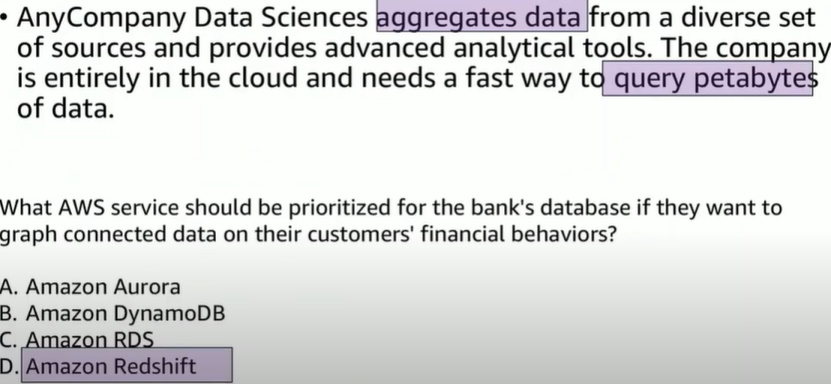 • AnyCompany Data Sciences aggregates data from a diverse set
of sources and provides advanced analytical tools. The company
is entirely in the cloud and needs a fast way to query petabytes
of data.
What AWS service should be prioritized for the bank's database if they want to
graph connected data on their customers' financial behaviors?
A. Amazon Aurora
B. Amazon DynamoDB
C. Amazon RDS
D. Amazon Redshift